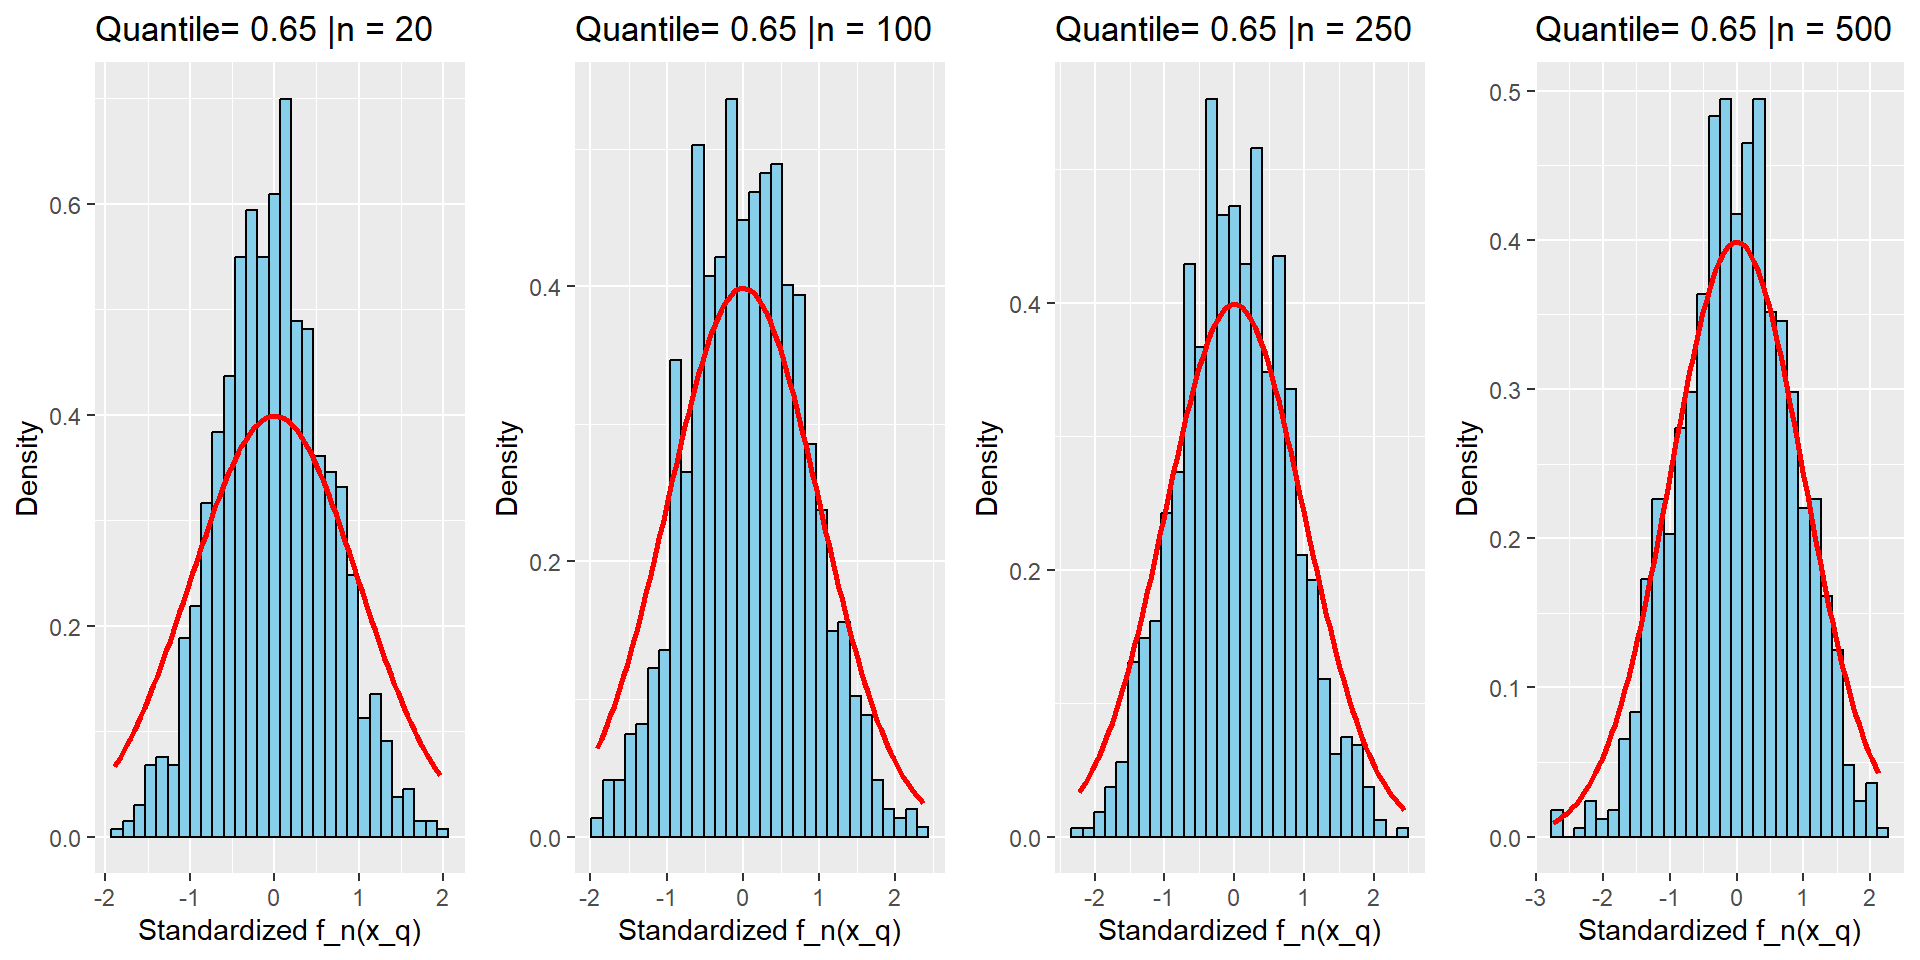 Quantile= 0.65 |n = 20
Density
0.6
0.4
0.2
0.0
-2 -1 0 1 2
Standardized f_n(x_q)
Quantile= 0.65 |n = 100
Density
0.4
0.2
0.0
-2 -1 0 1 2
Standardized f_n(x_q)
Quantile= 0.65 |n = 250
Density
0.4
0.2
0.0
-2 -1 0 1 2
Standardized f_n(x_q)
Quantile= 0.65 |n = 500
Density
0.5
0.4
0.3
0.2
0.1
0.0
-3 -2 -1 0 1 2
Standardized f_n(x_q)